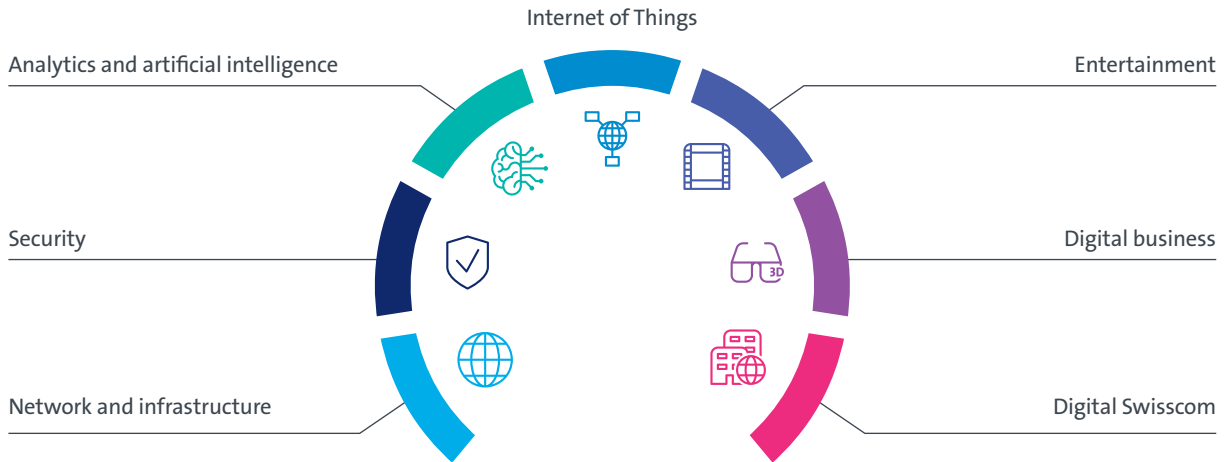 Internet of Things
Analytics and artificial intelligence
Entertainment
Security
Digital business
3D
Network and infrastructure
Digital Swisscom